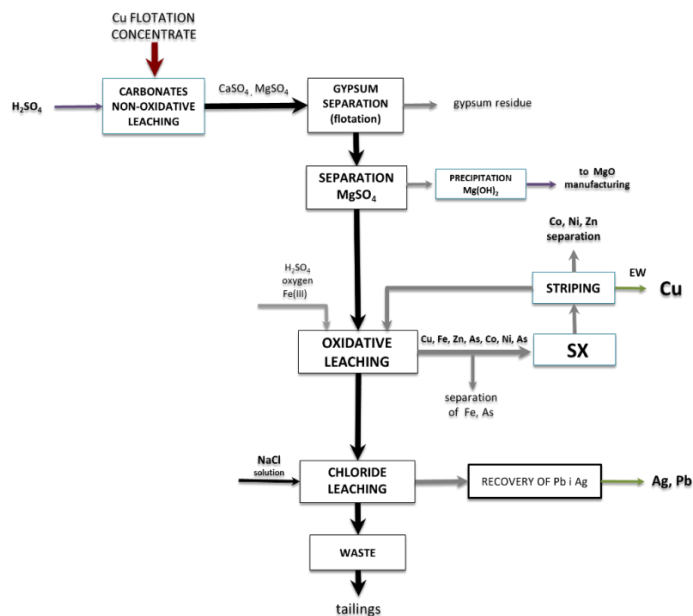 Cu FLOTATION
CONCENTRATE
H₂SO₄
CARBONATES
NON-OXIDATIVE
LEACHING
CaSO₄ , MgSO₄
GYPSUM
SEPARATION
(flotation)
gypsum residue
SEPARATION
MgSO₄
PRECIPITATION
Mg(OH)₂
to MgO
manufacturing
Co, Ni, Zn
separation
STRIPING
EW
Cu
H₂SO₄
oxygen
Fe(III)
OXIDATIVE
LEACHING
Cu, Fe, Zn, As, Co, Ni, As
SX
separation
of Fe, As
NaCl
solution
CHLORIDE
LEACHING
RECOVERY OF Pb i Ag
Ag, Pb
WASTE
tailings